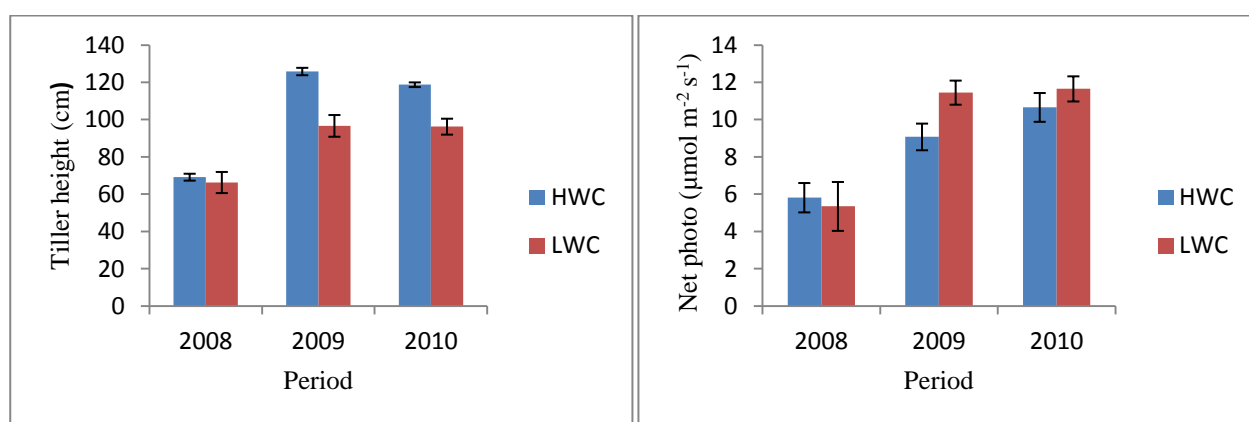 Tiller height (cm)
140
120
100
80
60
40
20
0
2008 2009 2010
Period
HWC
LWC
Net photo (µmol m⁻² s⁻¹)
14
12
10
8
6
4
2
0
2008 2009 2010
Period
HWC
LWC